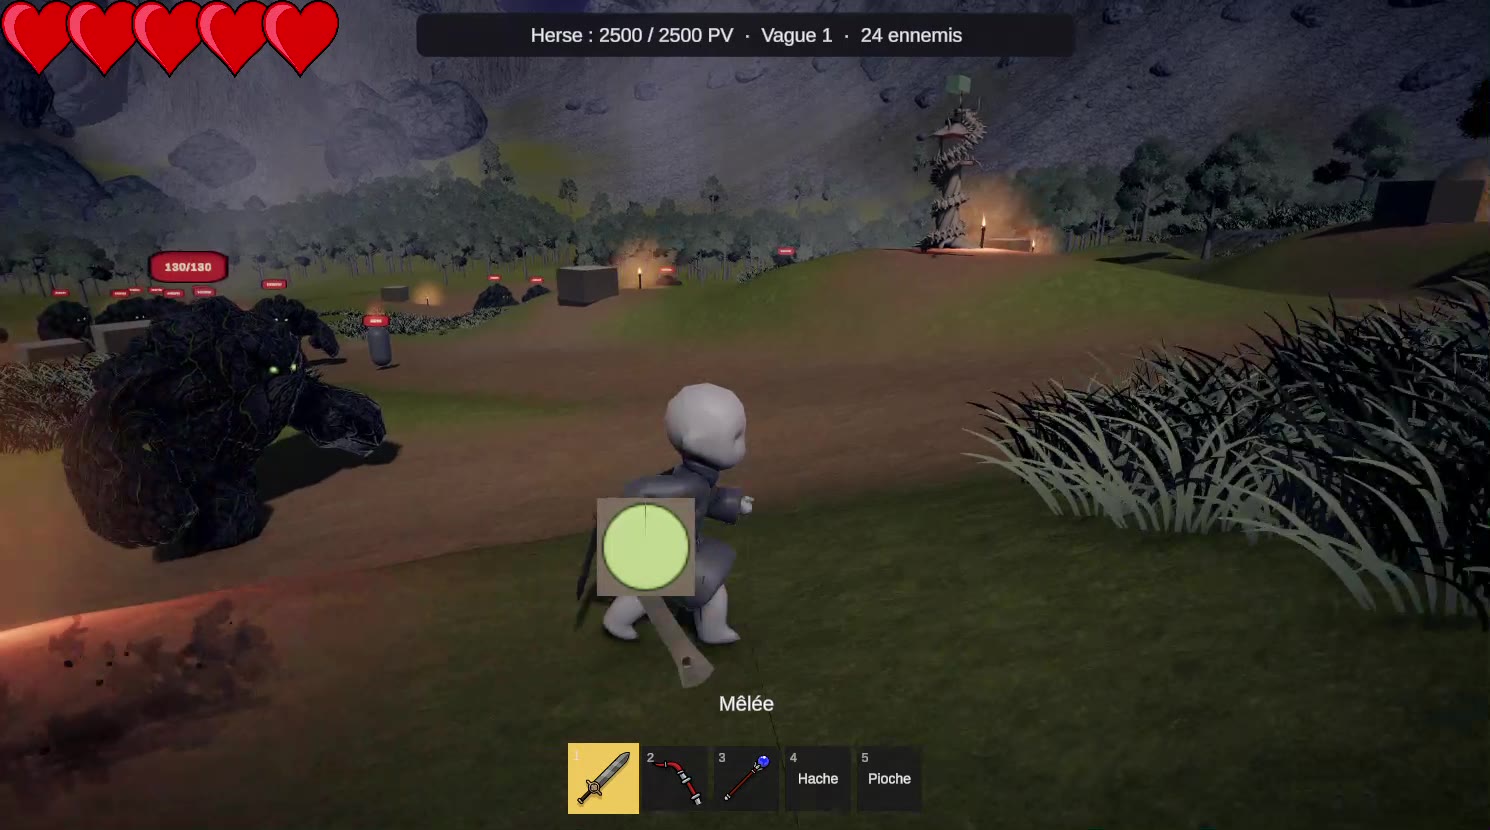 Herse : 2500 / 2500 PV · Vague 1 · 24 ennemis
130/130
Mêlée
1
2
3
4
Hache
5
Pioche